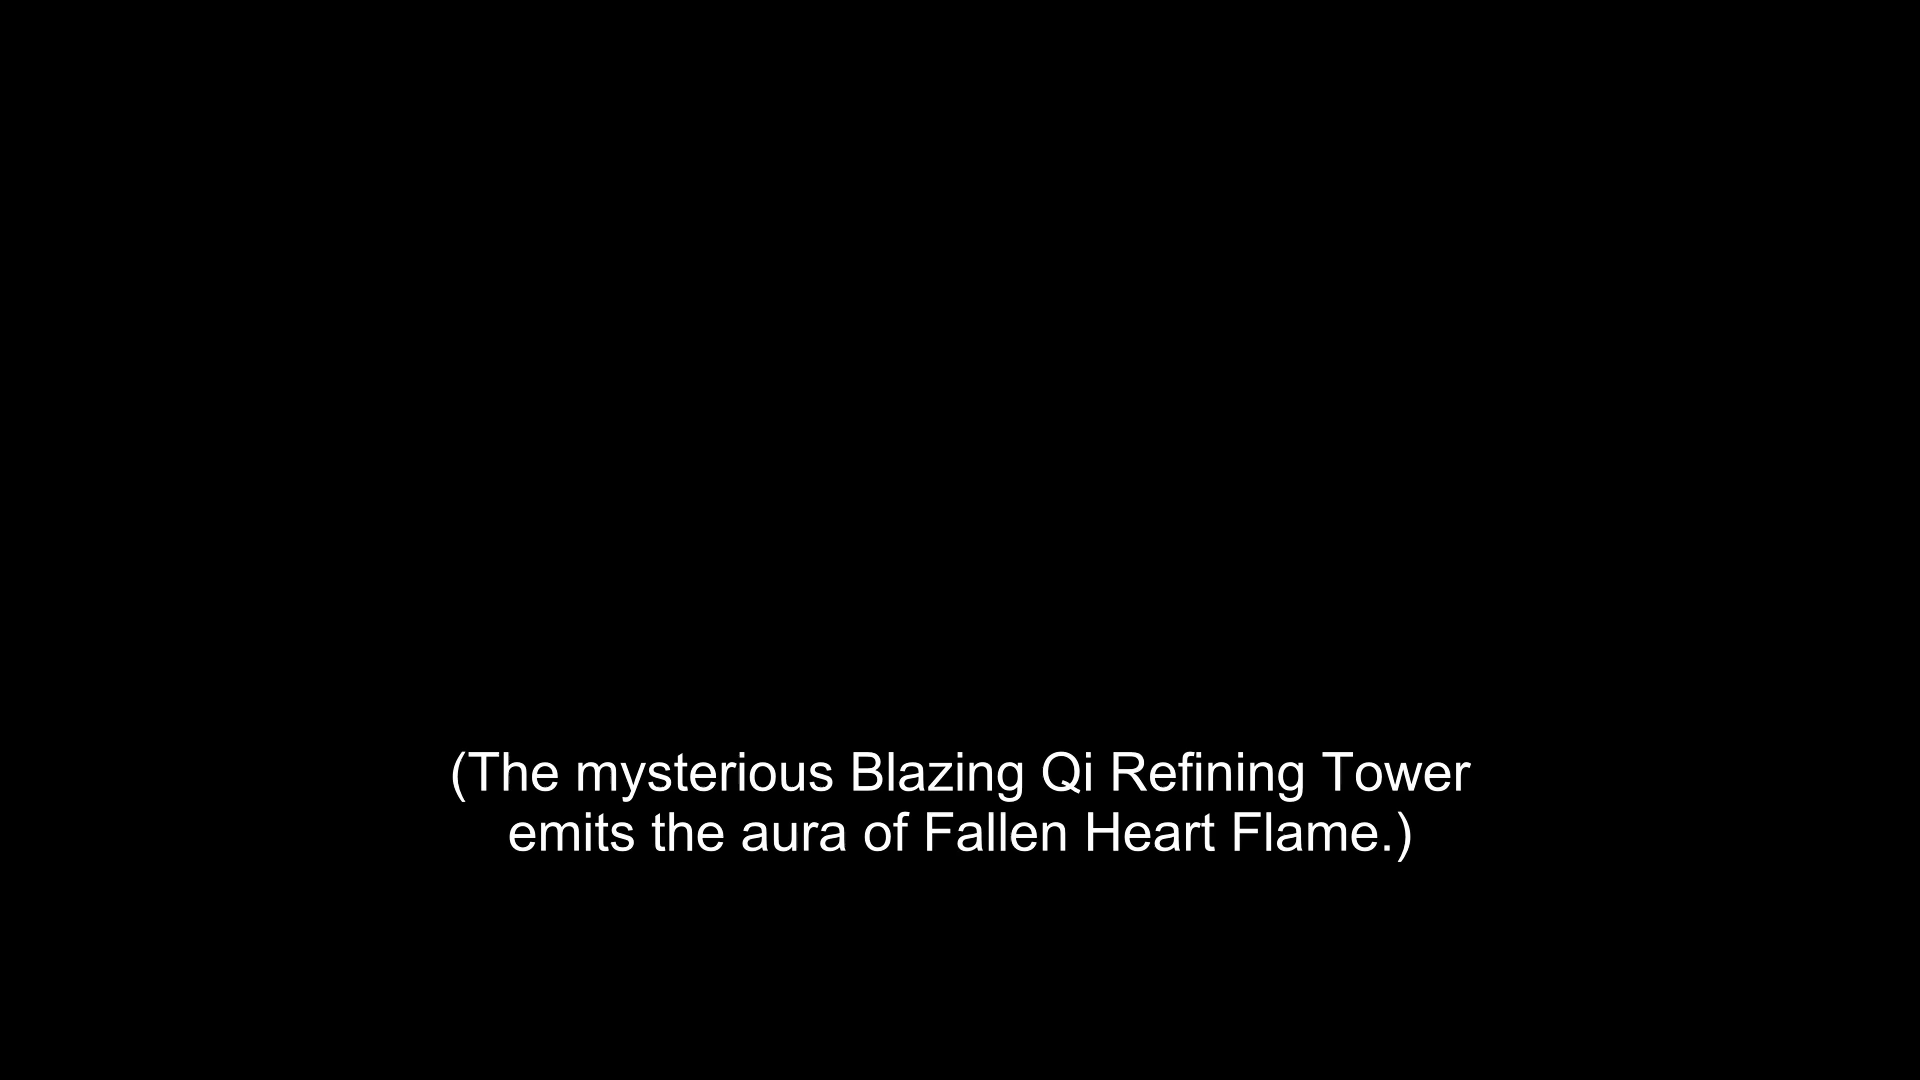 (The mysterious Blazing Qi Refining Tower
emits the aura of Fallen Heart Flame.)